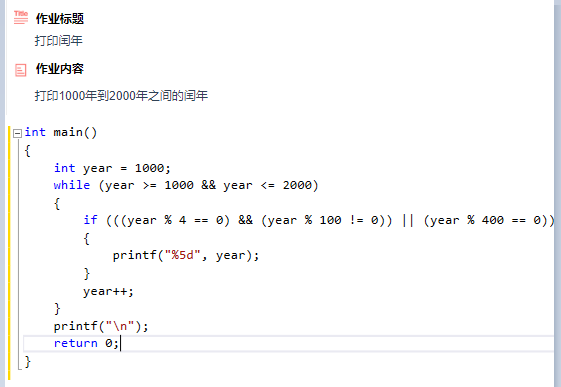 Title 作业标题
打印闰年
作业内容
打印1000年到2000年之间的闰年
int main()
{
    int year = 1000;
    while (year >= 1000 && year <= 2000)
    {
        if (((year % 4 == 0) && (year % 100 != 0)) || (year % 400 == 0))
        {
            printf("%5d", year);
        }
        year++;
    }
    printf("\n");
    return 0;
}